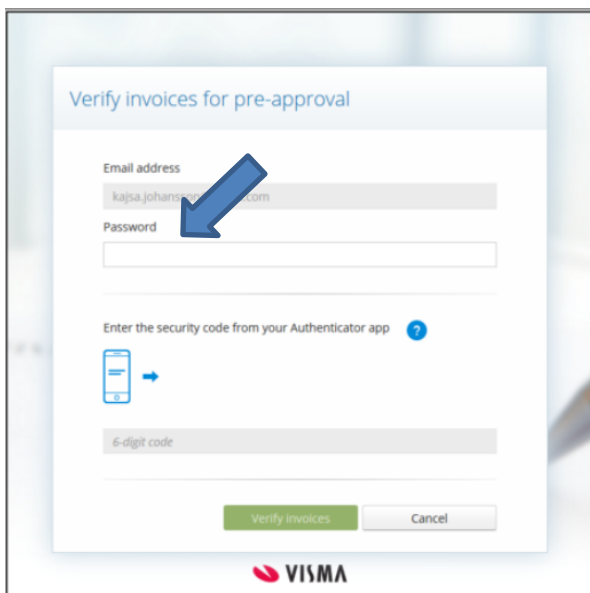 Verify invoices for pre-approval
Email address
Password
Enter the security code from your Authenticator app ?
6-digit code
Verify invoices Cancel
VISMA